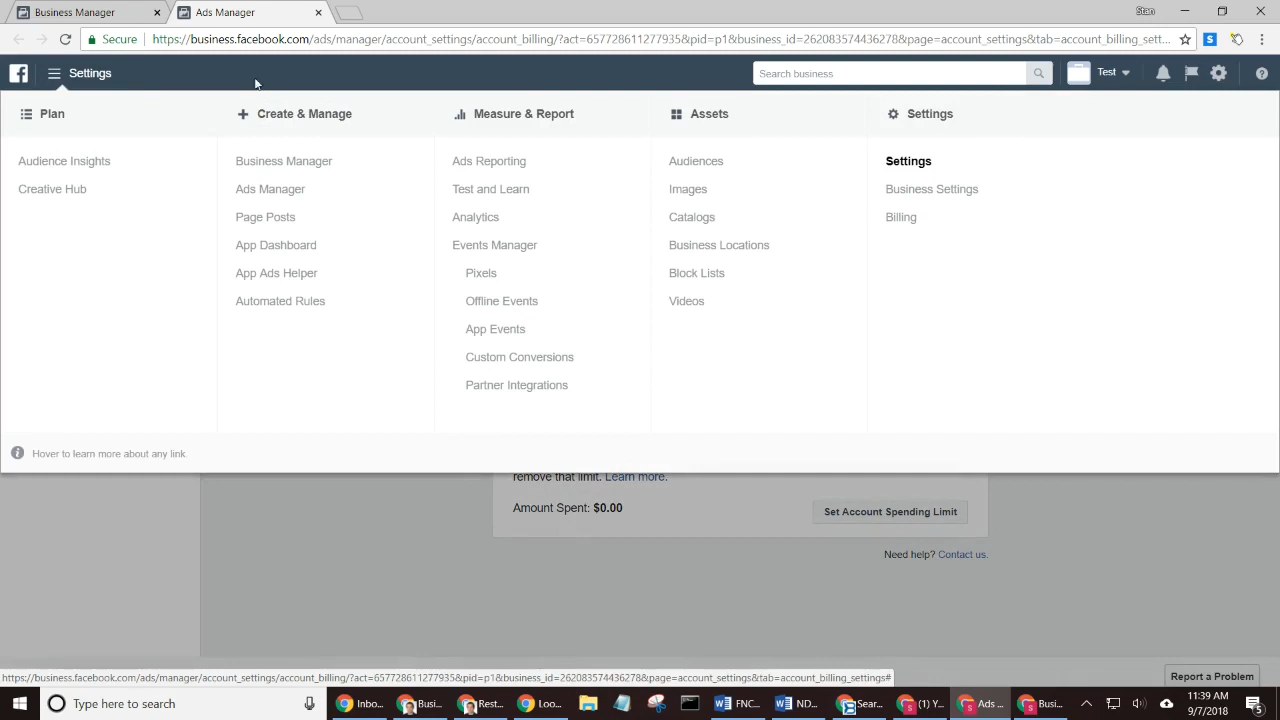 Business Manager
Ads Manager
Stan
Secure
https://business.facebook.com/ads/manager/account_settings/account_billing/?act=657728611277935&pid=p1&business_id=262083574436278&page=account_settings&tab=account_billing_sett...
Settings
Search business
Test
Plan
Create & Manage
Measure & Report
Assets
Settings
Audience Insights
Business Manager
Ads Reporting
Audiences
Settings
Creative Hub
Ads Manager
Test and Learn
Images
Business Settings
Page Posts
Analytics
Catalogs
Billing
App Dashboard
Events Manager
Business Locations
App Ads Helper
Pixels
Block Lists
Automated Rules
Offline Events
Videos
App Events
Custom Conversions
Partner Integrations
Hover to learn more about any link
remove that limit. Learn more.
Amount Spent: $0.00
Set Account Spending Limit
Need help? Contact us.
https://business.facebook.com/ads/manager/account_settings/account_billing/?act=657728611277935&pid=p1&business_id=262083574436278&page=account_settings&tab=account_billing_settings#
Report a Problem
Type here to search
Inbo...
Busi...
Rest...
Loo...
FNC...
ND...
Sear...
(1) Y...
Ads ...
Busi...
11:39 AM
9/7/2018
5